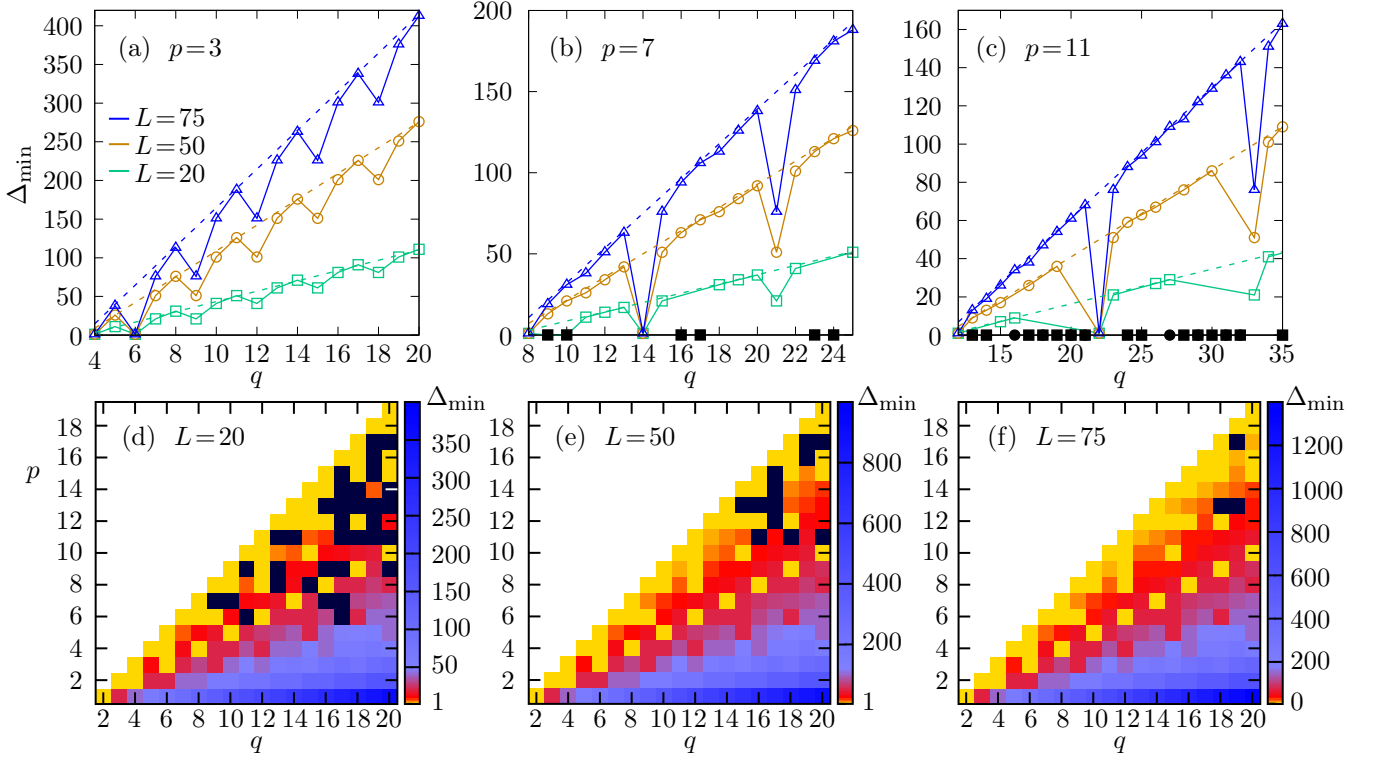 (a) p=3
Δmin
400
350
300
250
200
150
100
50
0
L=75
L=50
L=20
4 6 8 10 12 14 16 18 20
q
(b) p=7
200
150
100
50
0
8 10 12 14 16 18 20 22 24
q
(c) p=11
160
140
120
100
80
60
40
20
0
15 20 25 30 35
q
(d) L=20
p
18
16
14
12
10
8
6
4
2
2 4 6 8 10 12 14 16 18 20
q
Δmin
350
300
250
200
150
100
50
1
(e) L=50
18
16
14
12
10
8
6
4
2
2 4 6 8 10 12 14 16 18 20
q
Δmin
800
600
400
200
1
(f) L=75
18
16
14
12
10
8
6
4
2
2 4 6 8 10 12 14 16 18 20
q
Δmin
1200
1000
800
600
400
200
0